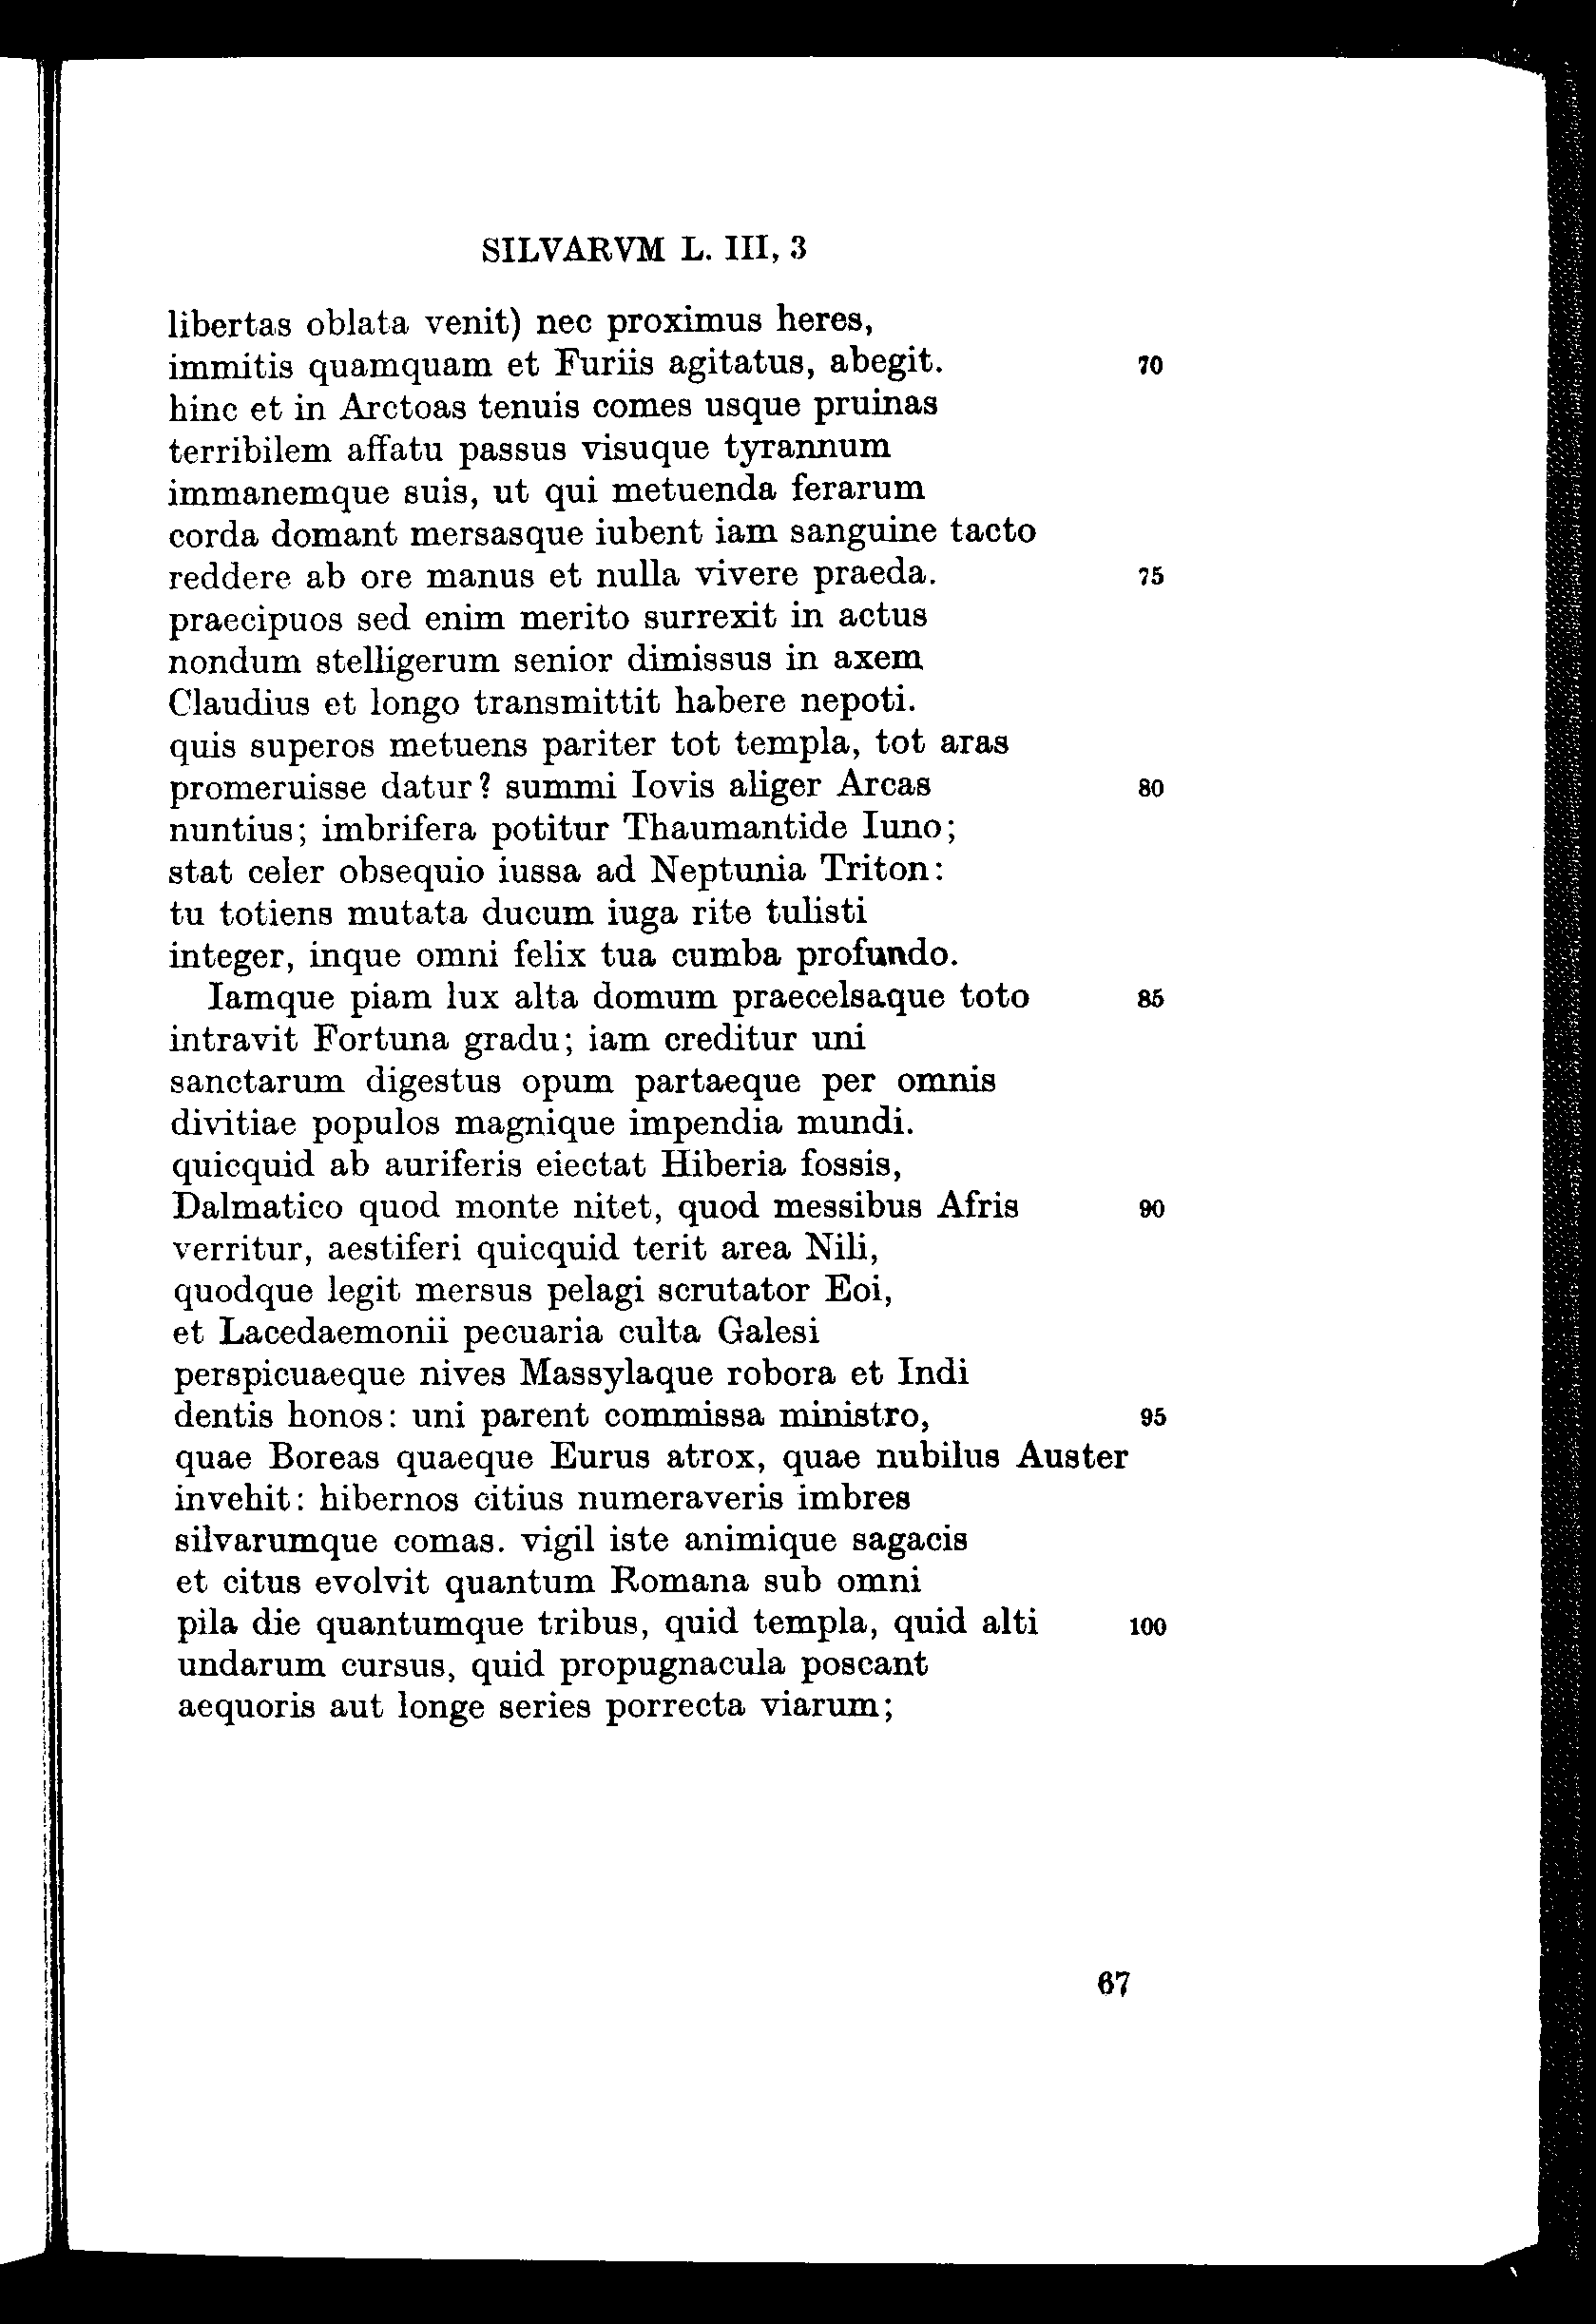 SILVARVM L. III, 3
libertas oblata venit) nec proximus heres,
immitis quamquam et Furiis agitatus, abegit. 70
hinc et in Arctoas tenuis comes usque pruinas
terribilem affatu passus visuque tyrannum
immanemque suis, ut qui metuenda ferarum
corda domant mersasque iubent iam sanguine tacto
reddere ab ore manus et nulla vivere praeda. 75
praecipuos sed enim merito surrexit in actus
nondum stelligerum senior dimissus in axem
Claudius et longo transmittit habere nepoti.
quis superos metuens pariter tot templa, tot aras
promeruisse datur? summi Iovis aliger Arcas 80
nuntius; imbrifera potitur Thaumantide Iuno;
stat celer obsequio iussa ad Neptunia Triton:
tu totiens mutata ducum iuga rite tulisti
integer, inque omni felix tua cumba profundo.
Iamque piam lux alta domum praecelsaque toto 85
intravit Fortuna gradu; iam creditur uni
sanctarum digestus opum partaeque per omnis
divitiae populos magnique impendia mundi.
quicquid ab auriferis eiectat Hiberia fossis,
Dalmatico quod monte nitet, quod messibus Afris 90
verritur, aestiferi quicquid terit area Nili,
quodque legit mersus pelagi scrutator Eoi,
et Lacedaemonii pecuaria culta Galesi
perspicuaeque nives Massylaque robora et Indi
dentis honos: uni parent commissa ministro, 95
quae Boreas quaeque Eurus atrox, quae nubilus Auster
invehit: hibernos citius numeraveris imbres
silvarumque comas. vigil iste animique sagacis
et citus evolvit quantum Romana sub omni
pila die quantumque tribus, quid templa, quid alti 100
undarum cursus, quid propugnacula poscant
aequoris aut longe series porrecta viarum;
67